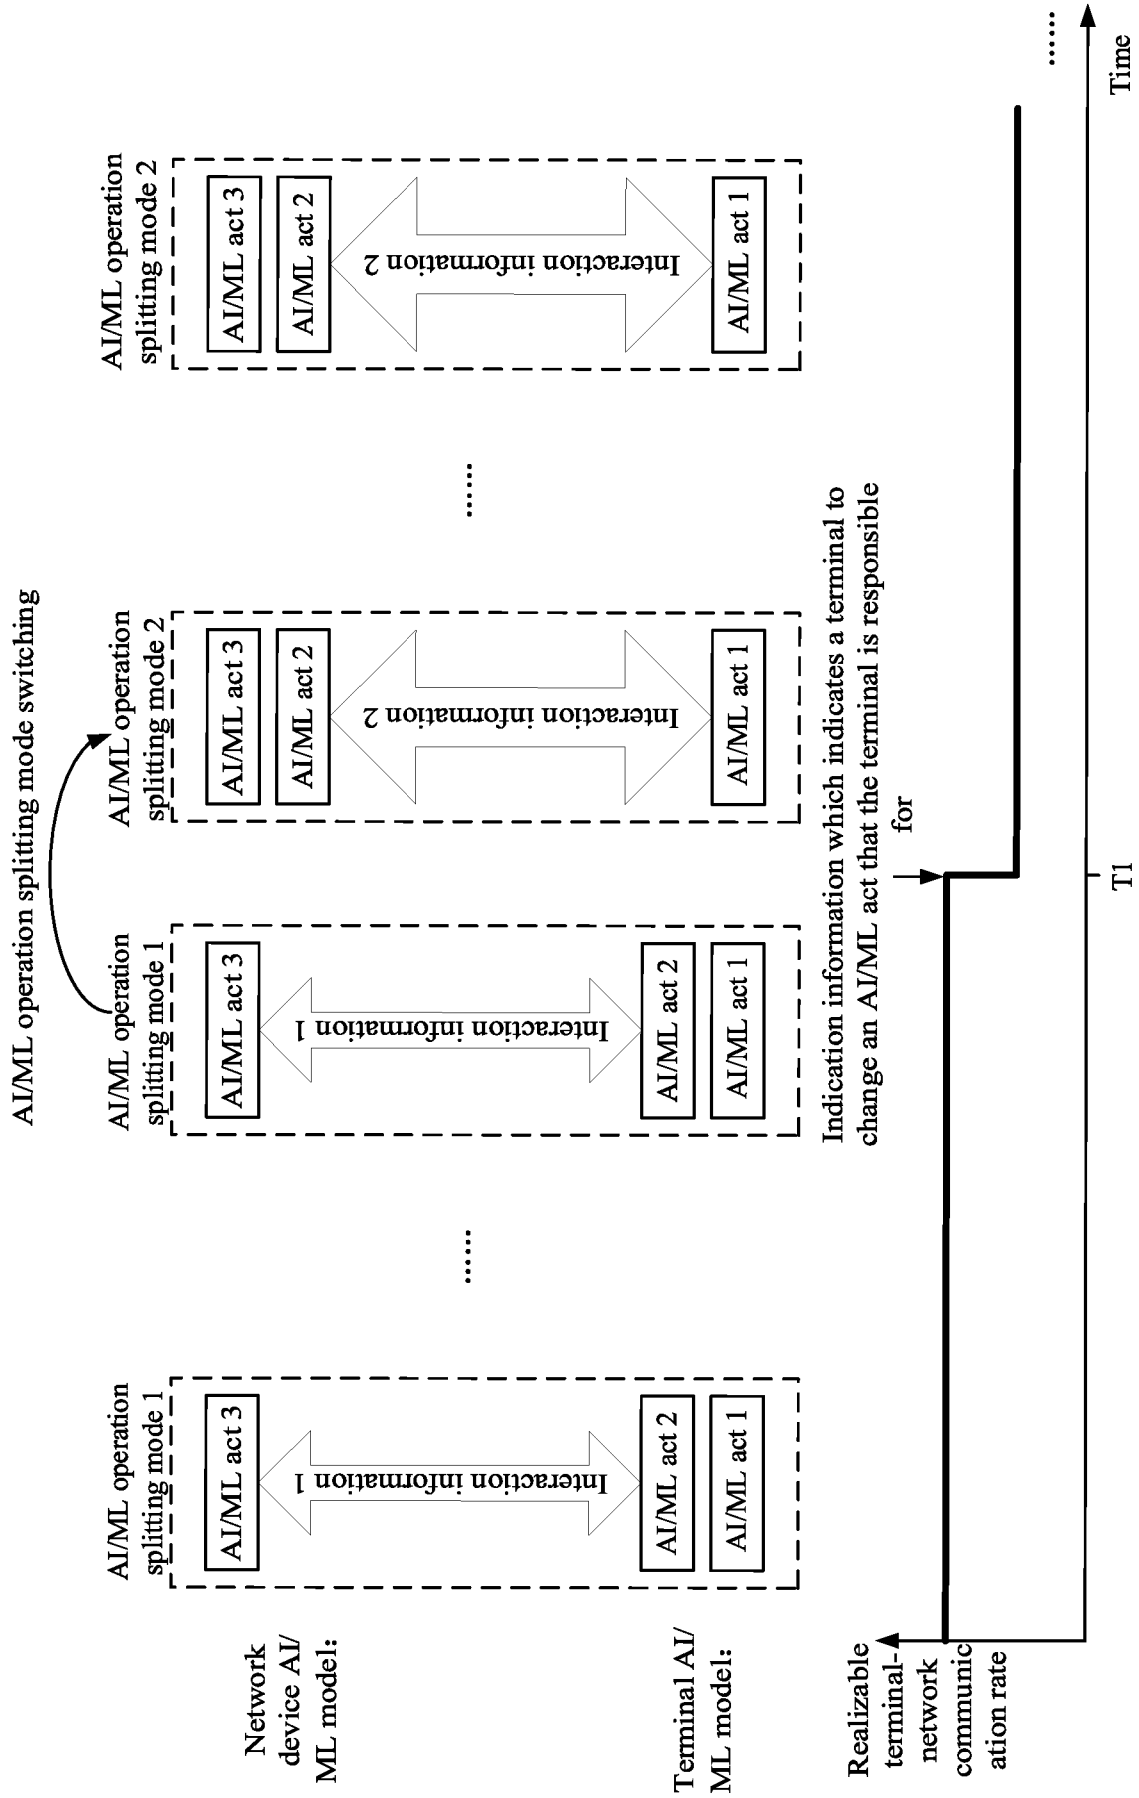 AI/ML operation splitting mode switching
AI/ML operation
splitting mode 1
AI/ML operation
splitting mode 1
AI/ML operation
splitting mode 2
AI/ML operation
splitting mode 2
Network
device AI/
ML model:
AI/ML act 3
AI/ML act 3
AI/ML act 3
AI/ML act 2
AI/ML act 3
AI/ML act 2
Interaction information 1
......
Interaction information 1
Interaction information 2
......
Interaction information 2
Terminal AI/
ML model:
AI/ML act 2
AI/ML act 1
AI/ML act 2
AI/ML act 1
AI/ML act 1
AI/ML act 1
Indication information which indicates a terminal to
change an AI/ML act that the terminal is responsible
for
Realizable
terminal-
network
communic
ation rate
......
T1
Time